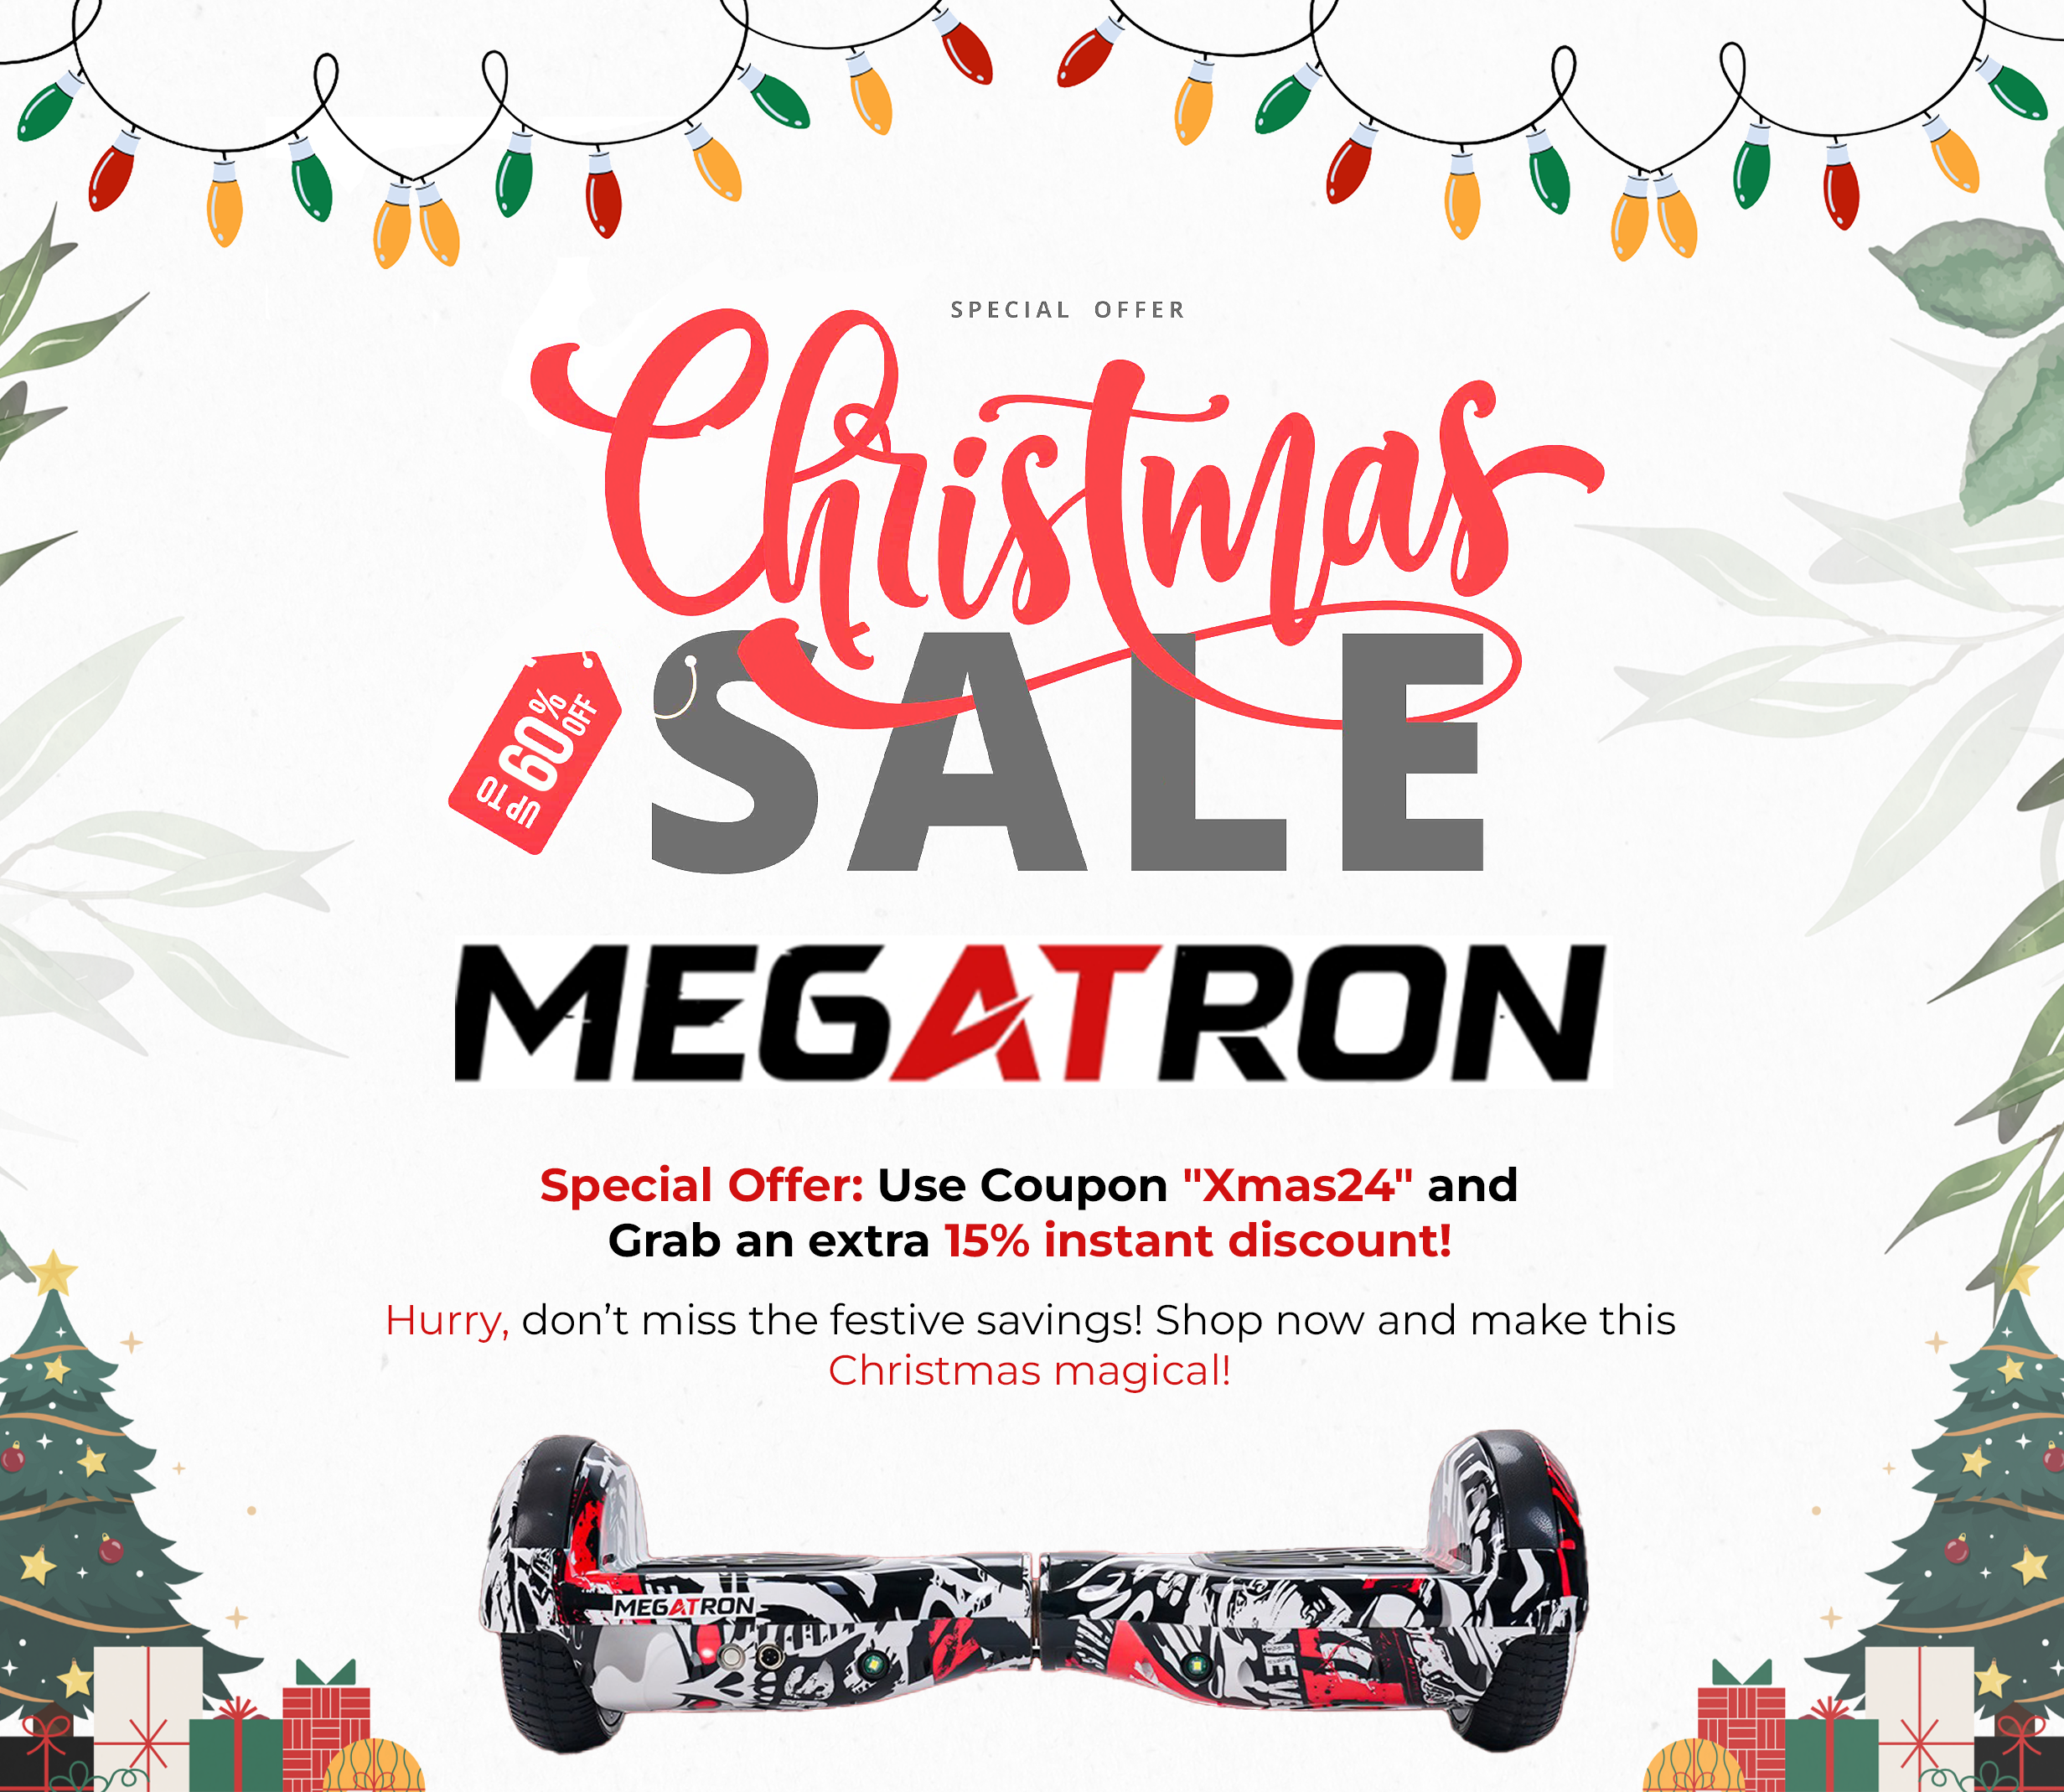 SPECIAL OFFER
Christmas
SALE
UP TO
60%
OFF
MEGATRON
Special Offer: Use Coupon "Xmas24" and
Grab an extra 15% instant discount!
Hurry, don’t miss the festive savings! Shop now and make this
Christmas magical!
MEGATRON